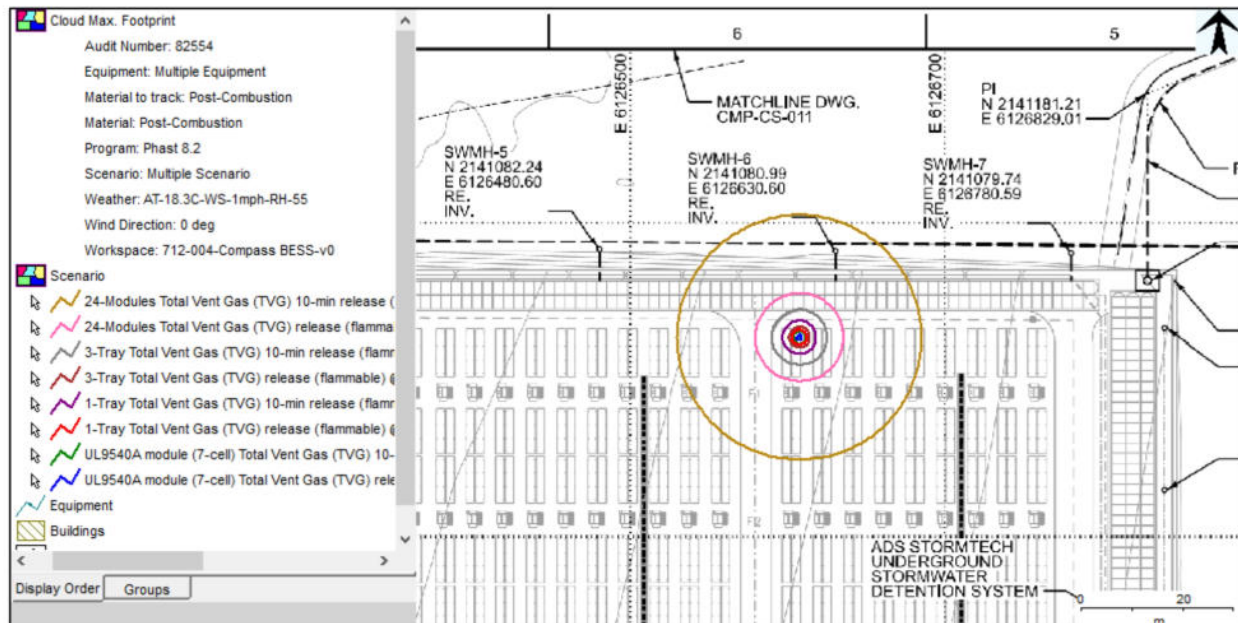 Cloud Max. Footprint
Audit Number: 82554
Equipment: Multiple Equipment
Material to track: Post-Combustion
Material: Post-Combustion
Program: Phast 8.2
Scenario: Multiple Scenario
Weather: AT-18.3C-WS-1mph-RH-55
Wind Direction: 0 deg
Workspace: 712-004-Compass BESS-v0
Scenario
24-Modules Total Vent Gas (TVG) 10-min release (
24-Modules Total Vent Gas (TVG) release (flamma
3-Tray Total Vent Gas (TVG) 10-min release (flamm
3-Tray Total Vent Gas (TVG) release (flammable) @
1-Tray Total Vent Gas (TVG) 10-min release (flamm
1-Tray Total Vent Gas (TVG) release (flammable) @
UL9540A module (7-cell) Total Vent Gas (TVG) 10-
UL9540A module (7-cell) Total Vent Gas (TVG) rele
Equipment
Buildings
Display Order
Groups
6
5
E 6126500
E 6126700
MATCHLINE DWG.
CMP-CS-011
PI
N 2141181.21
E 6126829.01
SWMH-5
N 2141082.24
E 6126480.60
RE.
INV.
SWMH-6
N 2141080.99
E 6126630.60
RE.
INV.
SWMH-7
N 2141079.74
E 6126780.59
RE.
INV.
F
ADS STORMTECH
UNDERGROUND
STORMWATER
DETENTION SYSTEM
0
20
m